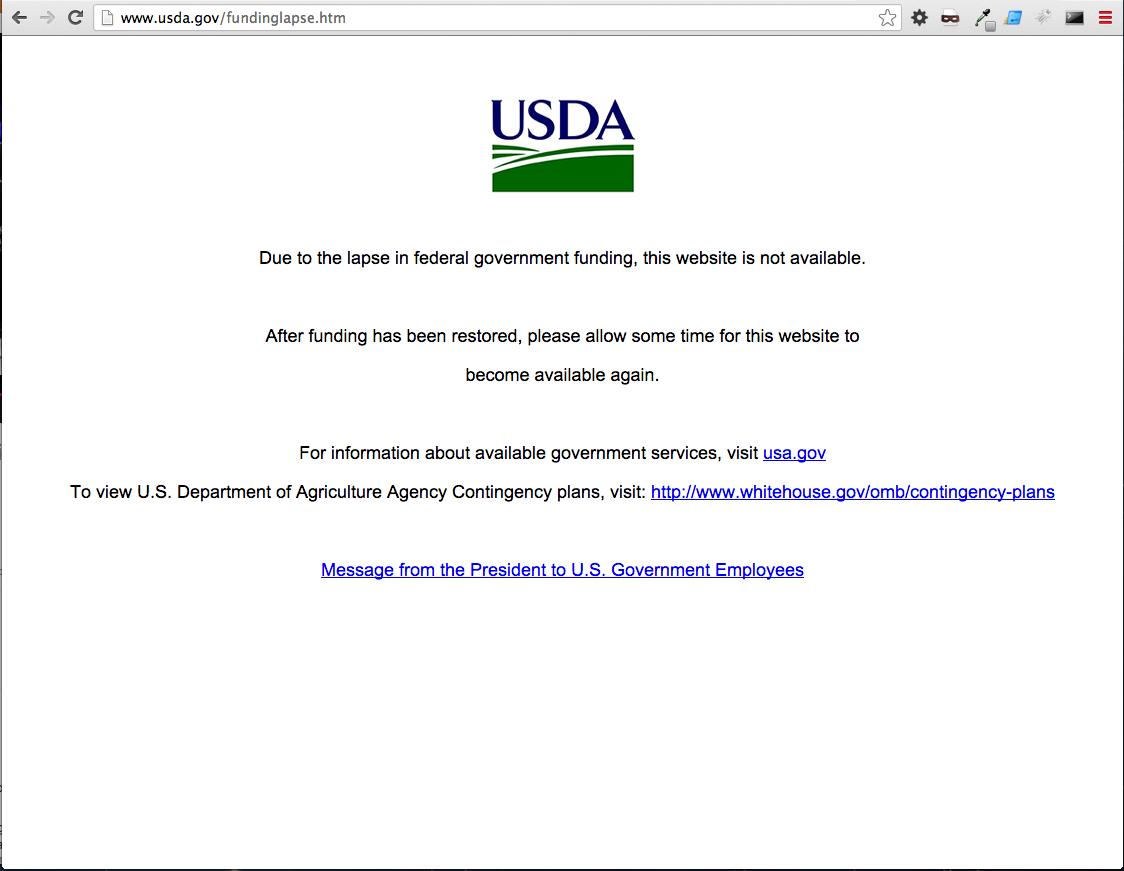 www.usda.gov/fundinglapse.htm
USDA
Due to the lapse in federal government funding, this website is not available.
After funding has been restored, please allow some time for this website to
become available again.
For information about available government services, visit usa.gov
To view U.S. Department of Agriculture Agency Contingency plans, visit: http://www.whitehouse.gov/omb/contingency-plans
Message from the President to U.S. Government Employees